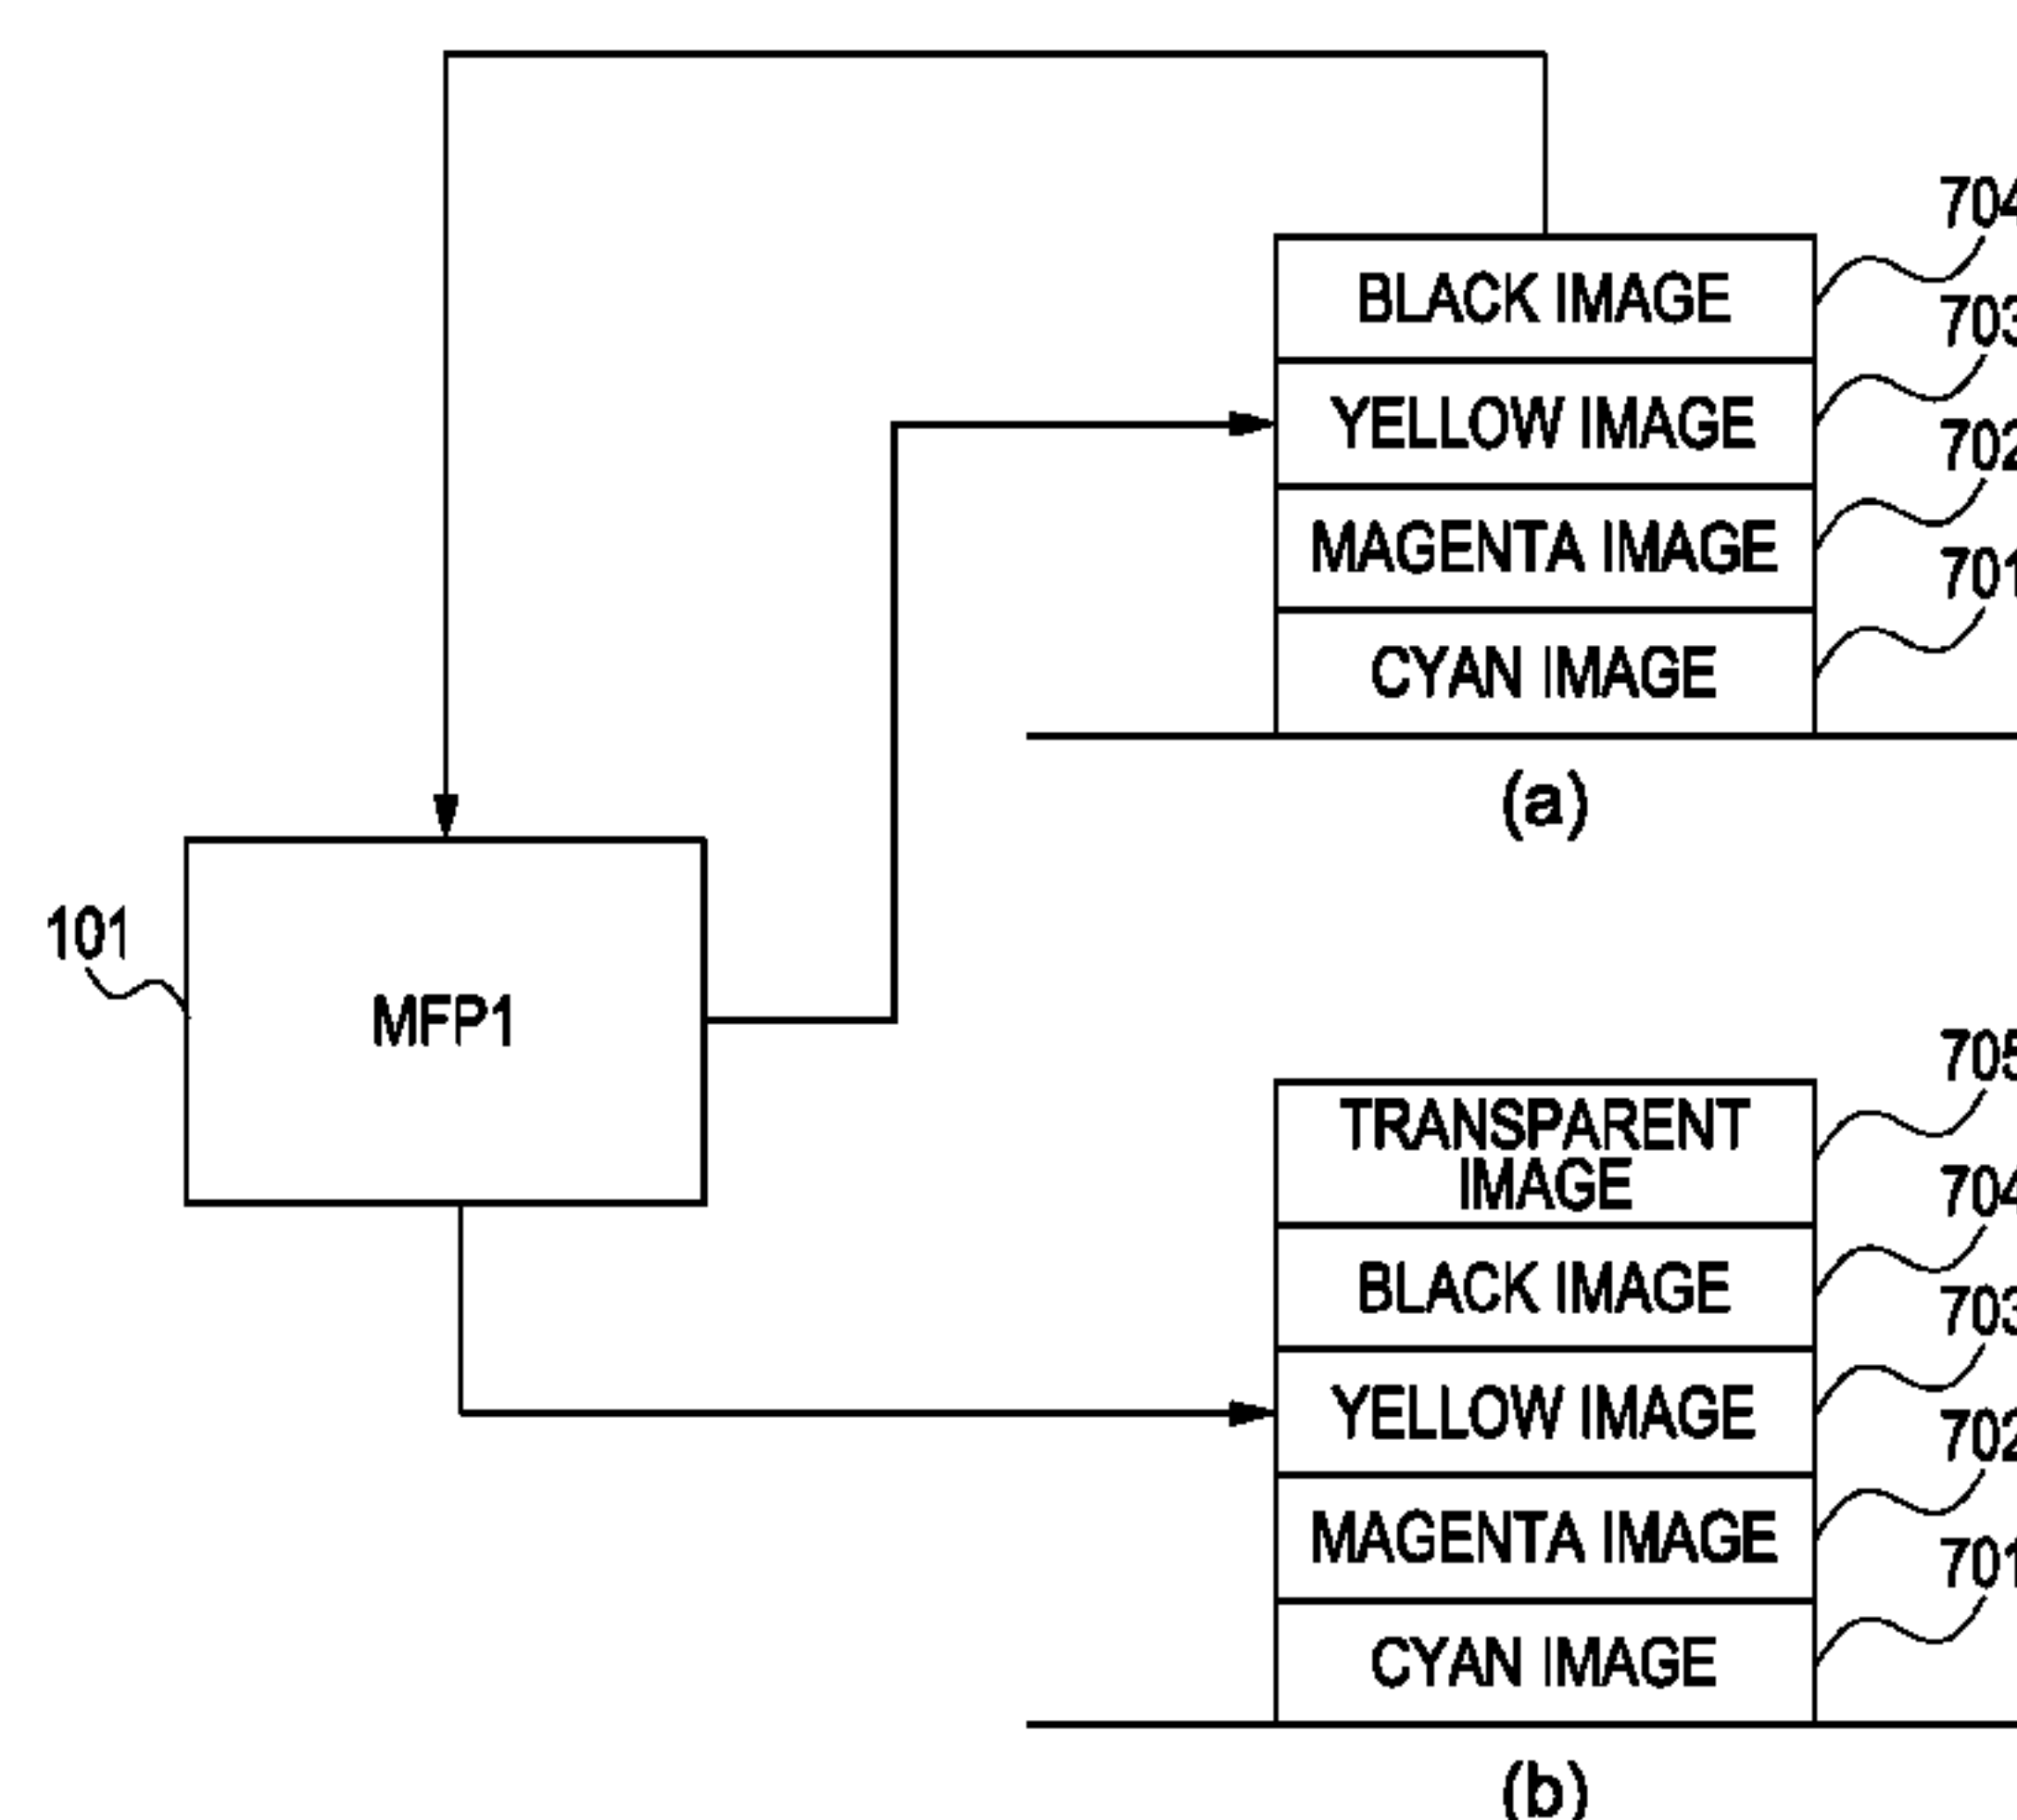 704
BLACK IMAGE
703
YELLOW IMAGE
702
MAGENTA IMAGE
701
CYAN IMAGE
(a)
101
MFP1
705
TRANSPARENT
IMAGE
704
BLACK IMAGE
703
YELLOW IMAGE
702
MAGENTA IMAGE
701
CYAN IMAGE
(b)